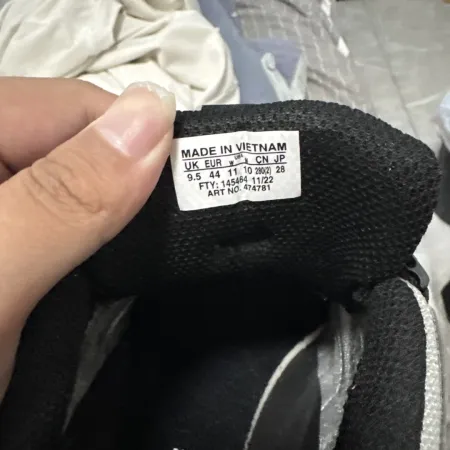 MADE IN VIETNAM
UK EUR W USA M CN JP
9.5 44 11 10 280(2) 28
FTY: 145464 11/22
ART NO. 474781